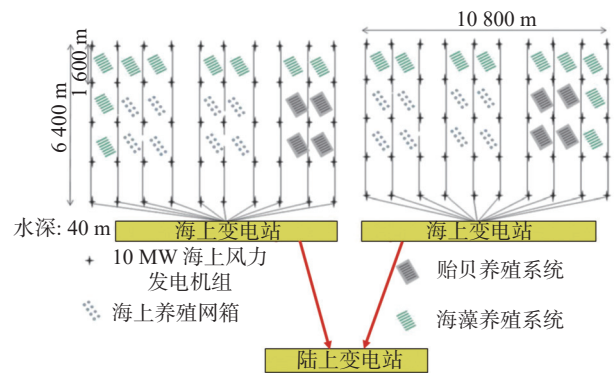 10 800 m
1 600 m
6 400 m
水深: 40 m
海上变电站
海上变电站
10 MW 海上风力
发电机组
海上养殖网箱
贻贝养殖系统
海藻养殖系统
陆上变电站